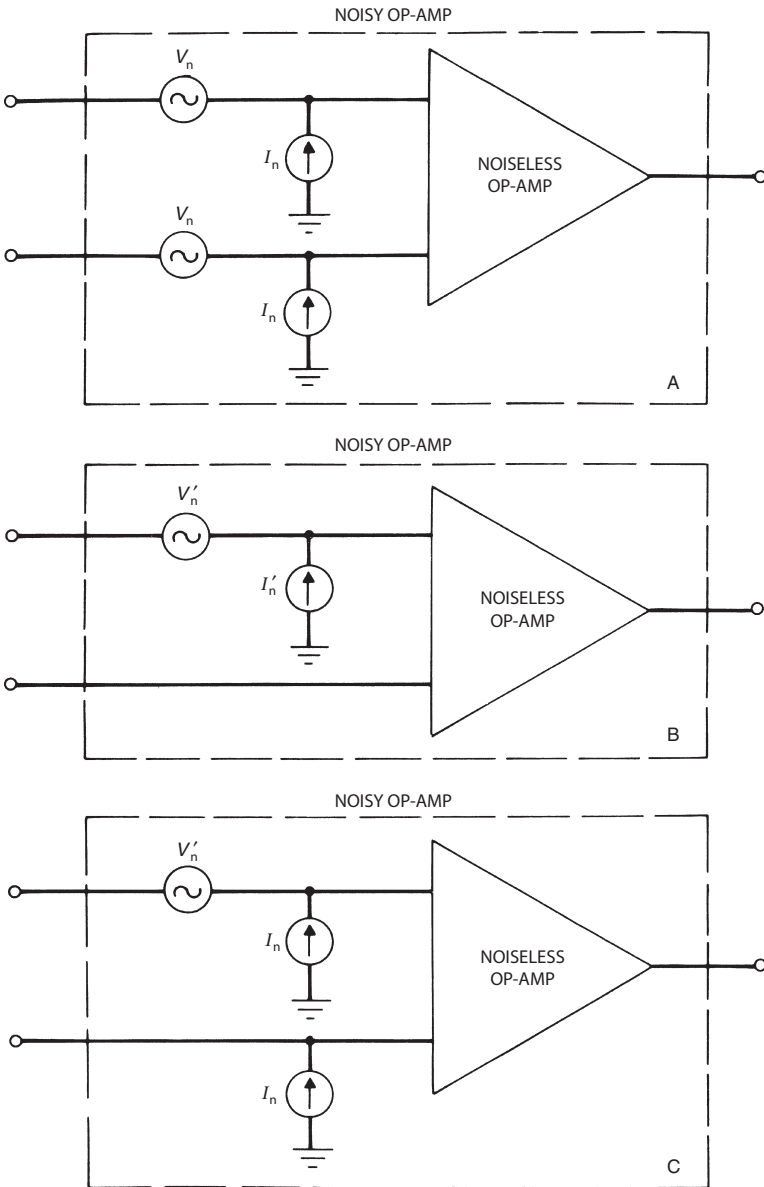 NOISY OP-AMP
Vn
In
NOISELESS
OP-AMP
Vn
In
A
NOISY OP-AMP
V′n
I′n
NOISELESS
OP-AMP
B
NOISY OP-AMP
V′n
In
NOISELESS
OP-AMP
In
C